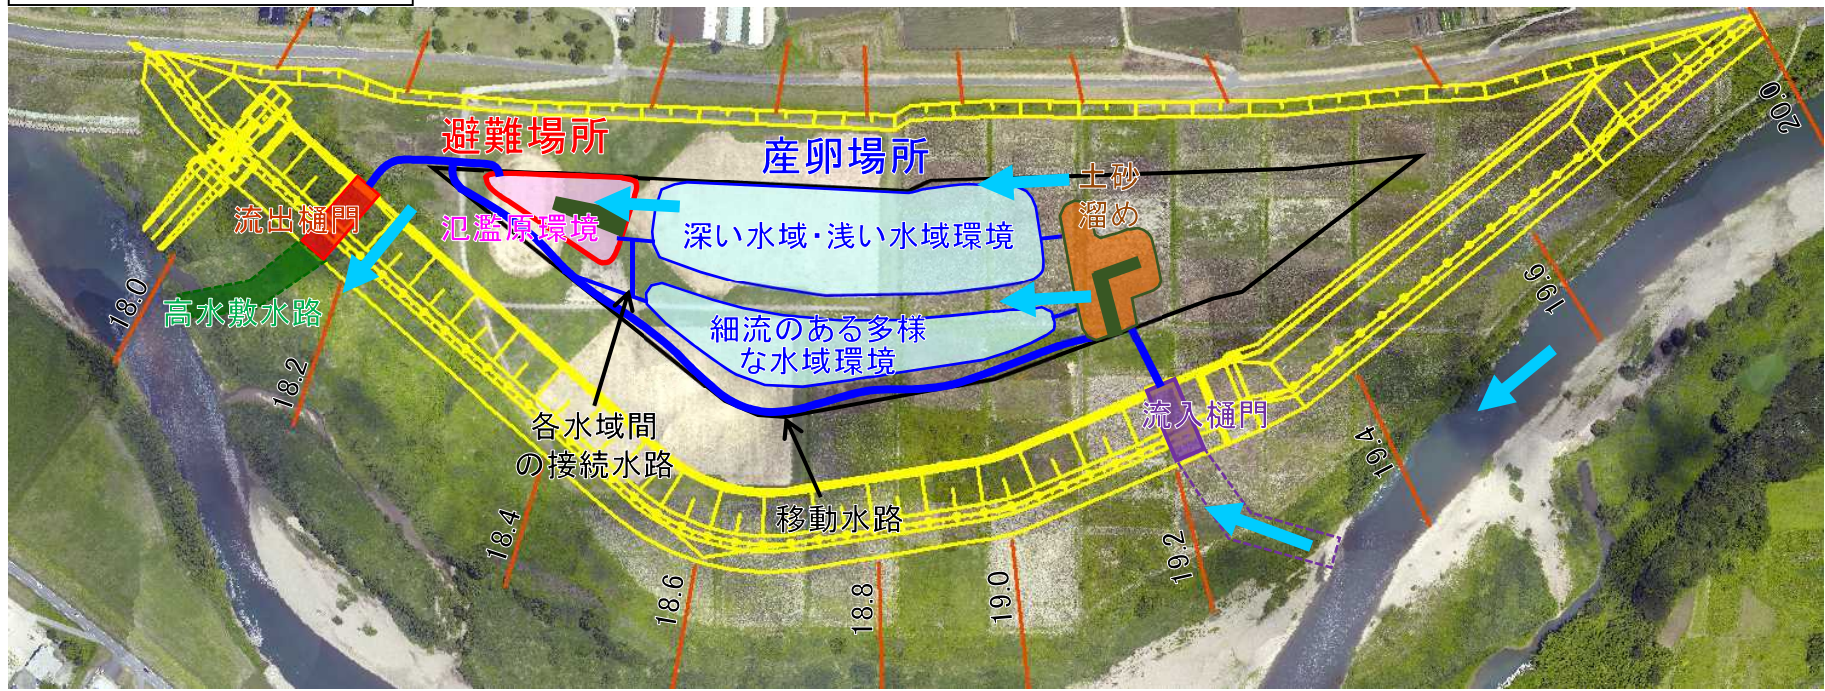 避難場所
産卵場所
土砂
溜め
流出樋門
氾濫原環境
深い水域・浅い水域環境
高水敷水路
細流のある多様
な水域環境
流入樋門
各水域間
の接続水路
移動水路
18.0
18.2
18.4
18.6
18.8
19.0
19.2
19.4
19.6
20.0